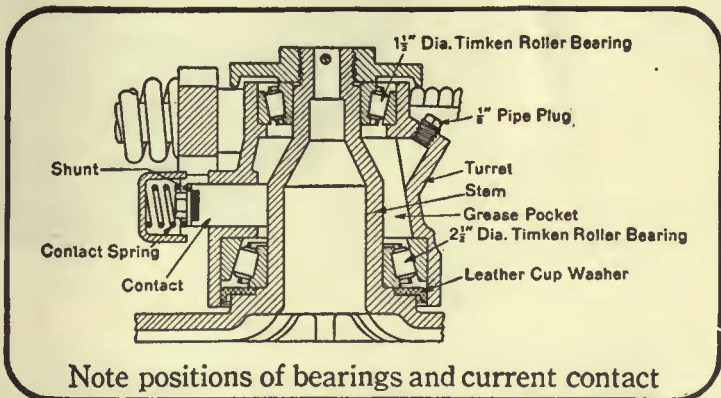 1½" Dia. Timken Roller Bearing
⅛" Pipe Plug
Shunt
Turret
Stem
Grease Pocket
Contact Spring
2½" Dia. Timken Roller Bearing
Contact
Leather Cup Washer
Note positions of bearings and current contact